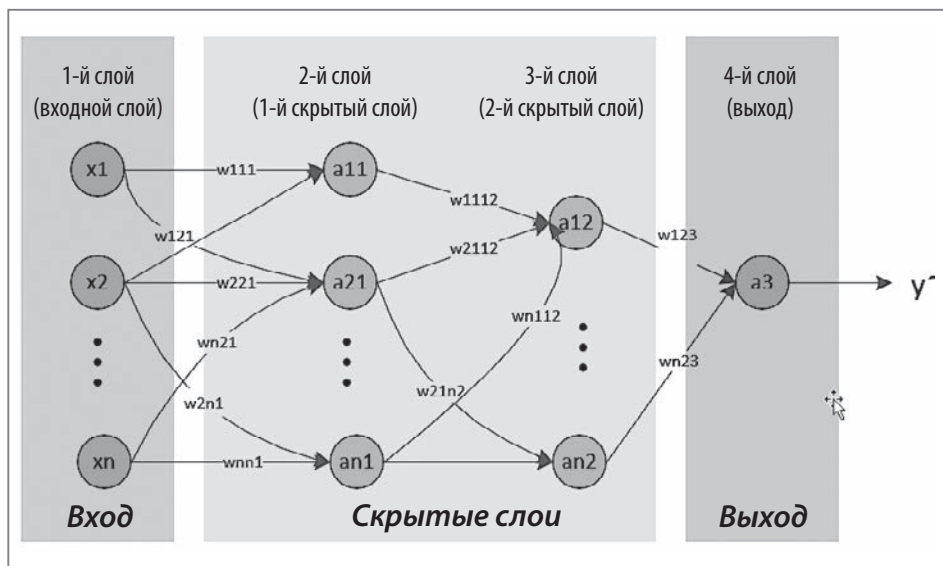 1-й слой
(входной слой)
2-й слой
(1-й скрытый слой)
3-й слой
(2-й скрытый слой)
4-й слой
(выход)
x1
w111
a11
w1112
a12
w121
w2112
w123
x2
w221
a21
a3
y^
wn21
wn112
wn23
w2n1
w21n2
xn
wnn1
an1
an2
Вход
Скрытые слои
Выход